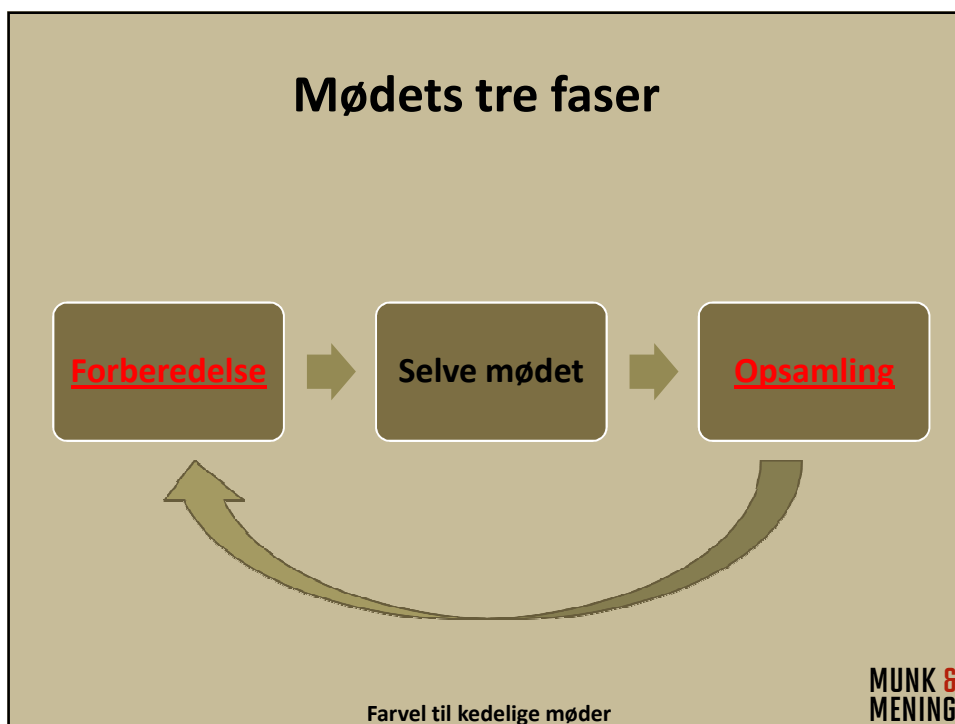 Mødets tre faser
Forberedelse
Selve mødet
Opsamling
Farvel til kedelige møder
MUNK &
MENING